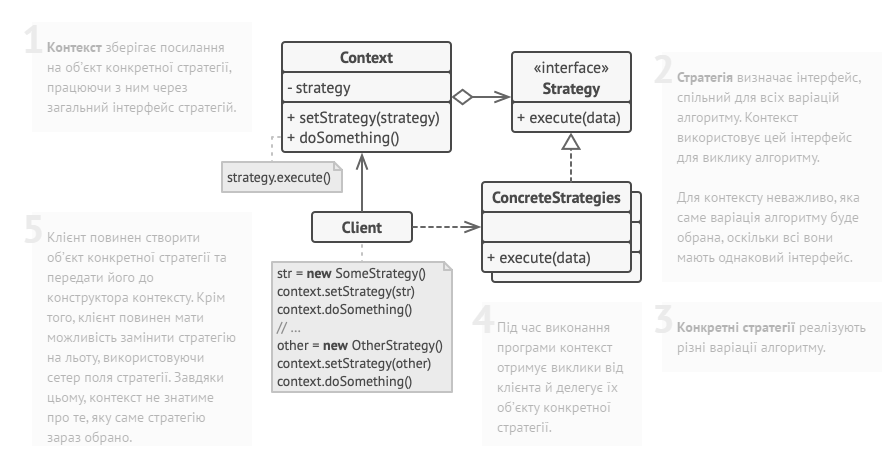 1
Контекст зберігає посилання
на об'єкт конкретної стратегії,
працюючи з ним через
загальний інтерфейс стратегій.
Context
- strategy
+ setStrategy(strategy)
+ doSomething()
strategy.execute()
«interface»
Strategy
+ execute(data)
2
Стратегія визначає інтерфейс,
спільний для всіх варіацій
алгоритму. Контекст
використовує цей інтерфейс
для виклику алгоритму.
Для контексту неважливо, яка
саме варіація алгоритму буде
обрана, оскільки всі вони
мають однаковий інтерфейс.
ConcreteStrategies
+ execute(data)
Client
str = new SomeStrategy()
context.setStrategy(str)
context.doSomething()
// ...
other = new OtherStrategy()
context.setStrategy(other)
context.doSomething()
5
Клієнт повинен створити
об'єкт конкретної стратегії та
передати його до
конструктора контексту. Крім
того, клієнт повинен мати
можливість замінити стратегію
на льоту, використовуючи
сетер поля стратегії. Завдяки
цьому, контекст не знатиме
про те, яку саме стратегію
зараз обрано.
4
Під час виконання
програми контекст
отримує виклики від
клієнта й делегує їх
об'єкту конкретної
стратегії.
3
Конкретні стратегії реалізують
різні варіації алгоритму.